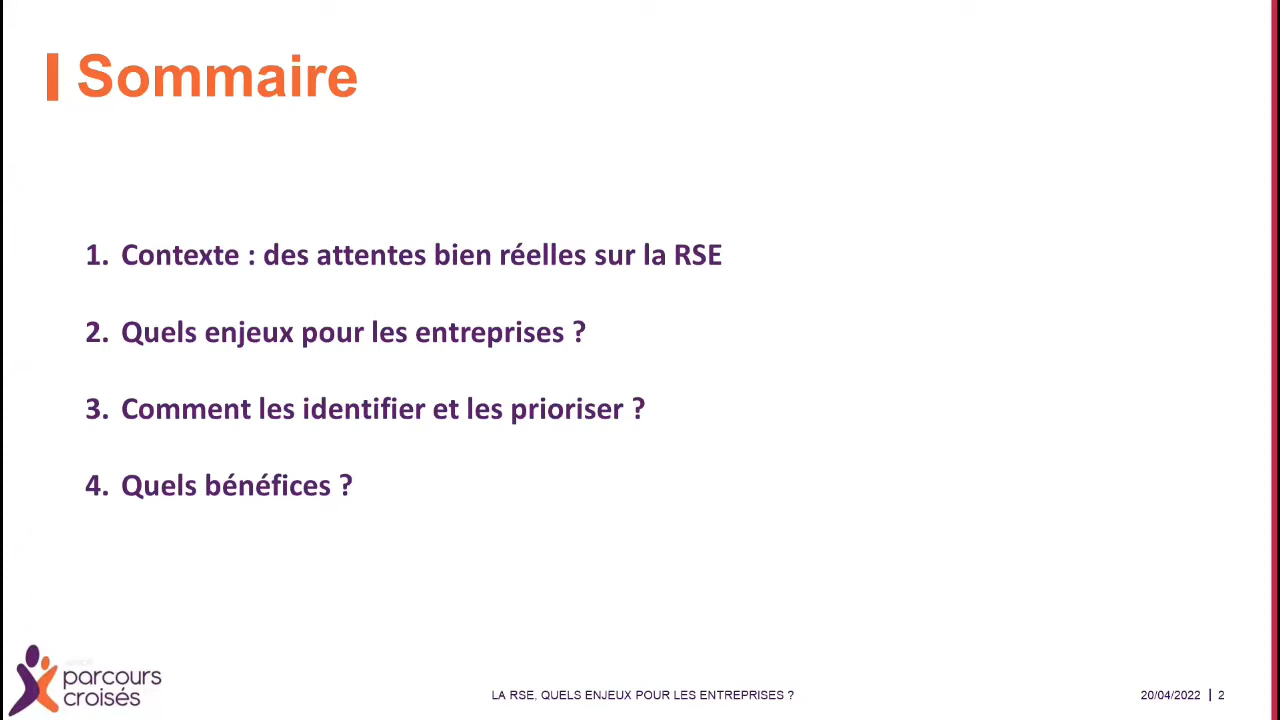 Sommaire
1. Contexte : des attentes bien réelles sur la RSE
2. Quels enjeux pour les entreprises ?
3. Comment les identifier et les prioriser ?
4. Quels bénéfices ?
parcours
croisés
LA RSE, QUELS ENJEUX POUR LES ENTREPRISES ?
20/04/2022 | 2